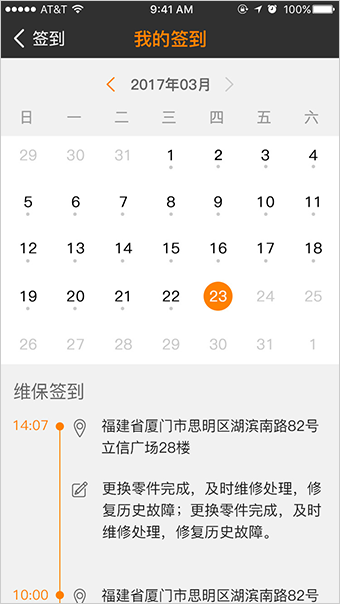 AT&T 9:41 AM 100%
签到 我的签到
2017年03月
日 一 二 三 四 五 六
29 30 31 1 2 3 4
5 6 7 8 9 10 11
12 13 14 15 16 17 18
19 20 21 22 23 24 25
26 27 28 29 30 31 1
维保签到
14:07 福建省厦门市思明区湖滨南路82号
立信广场28楼
更换零件完成，及时维修处理，修
复历史故障；更换零件完成，及时
维修处理，修复历史故障。
10:00 福建省厦门市思明区湖滨南路82号